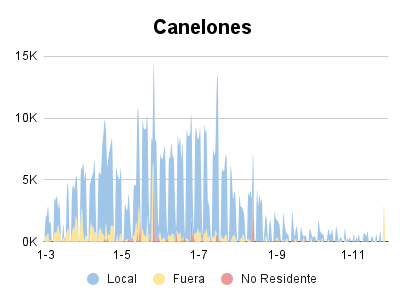 Canelones
15K
10K
5K
0K
1-3 1-5 1-7 1-9 1-11
Local Fuera No Residente